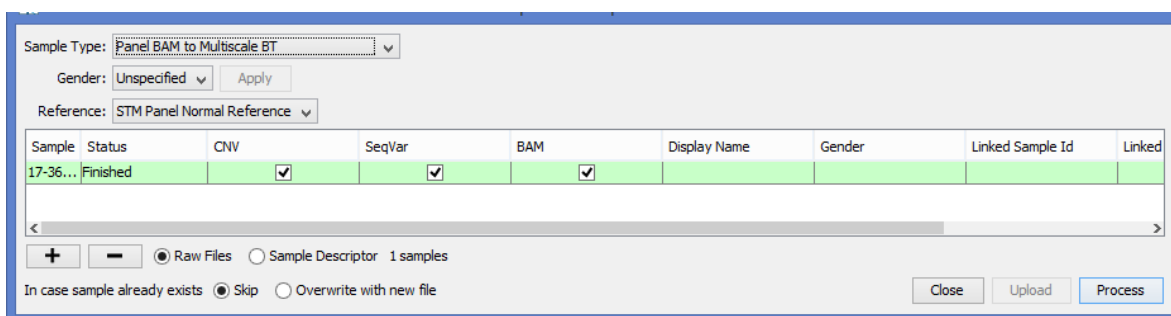 Sample Type: Panel BAM to Multiscale BT
Gender: Unspecified Apply
Reference: STM Panel Normal Reference
Sample Status CNV SeqVar BAM Display Name Gender Linked Sample Id Linked
17-36... Finished
+ − Raw Files Sample Descriptor 1 samples
In case sample already exists Skip Overwrite with new file Close Upload Process